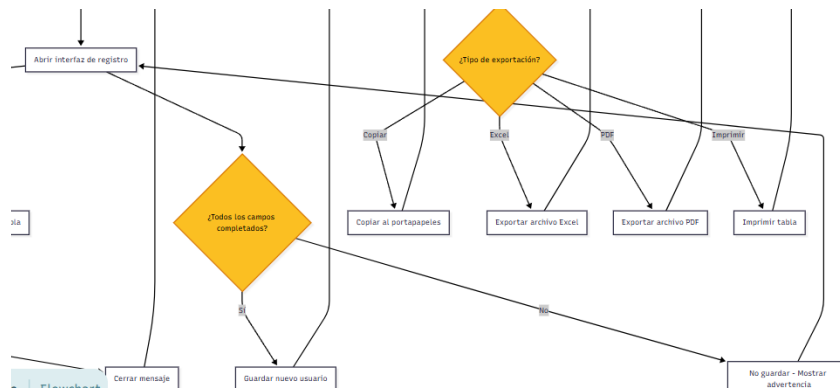 Abrir interfaz de registro
¿Tipo de exportación?
Copiar
Excel
PDF
Imprimir
¿Todos los campos
completados?
Copiar al portapapeles
Exportar archivo Excel
Exportar archivo PDF
Imprimir tabla
Sí
No
Cerrar mensaje
Guardar nuevo usuario
No guardar - Mostrar
advertencia
Flowchart